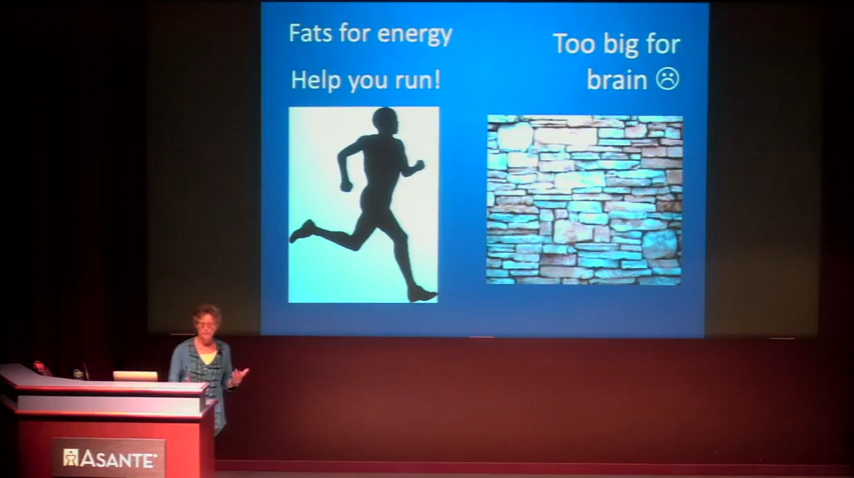 Fats for energy
Help you run!
Too big for
brain ☹
ASANTE